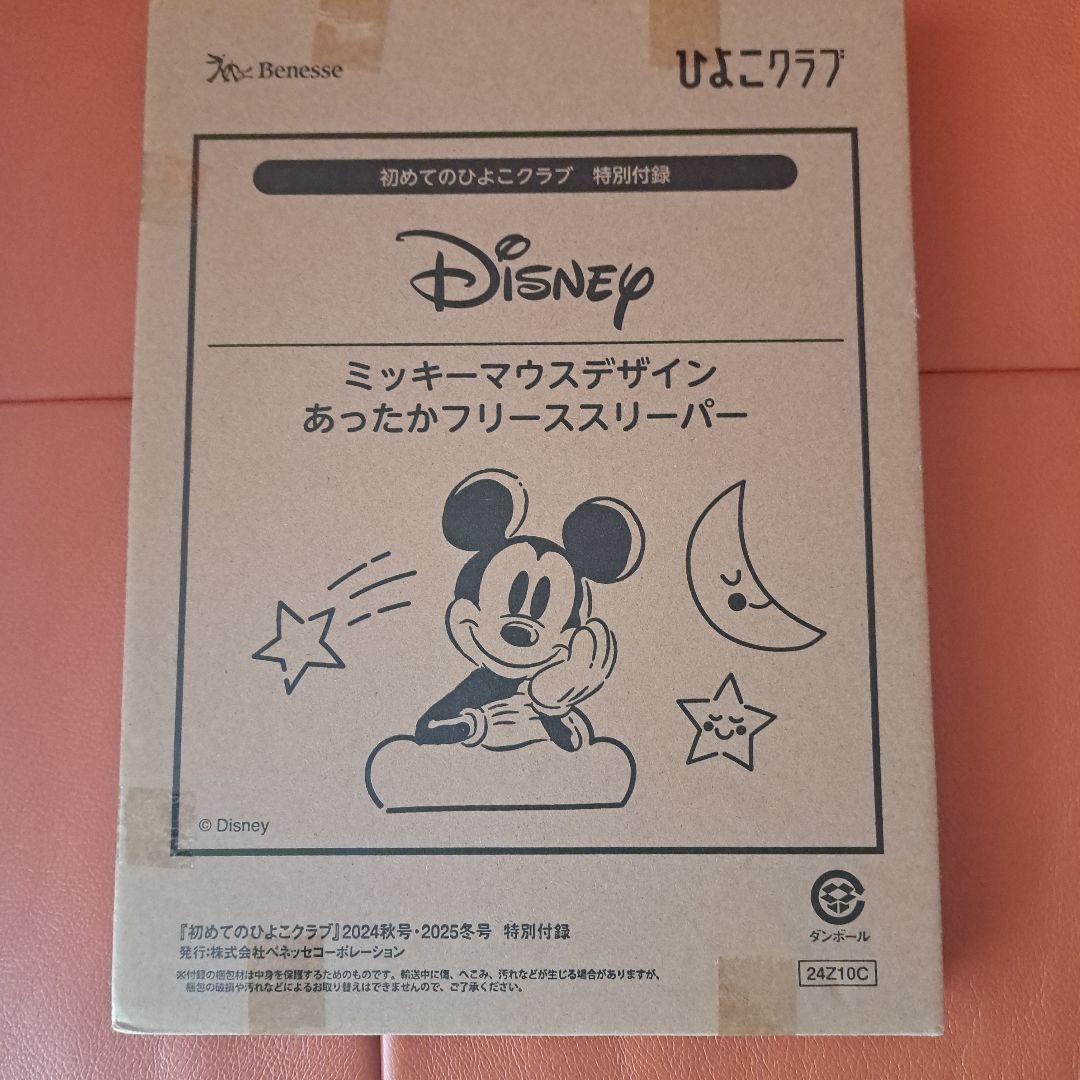 Benesse
ひよこクラブ
初めてのひよこクラブ 特別付録
Disney
ミッキーマウスデザイン
あったかフリーススリーパー
© Disney
『初めてのひよこクラブ』2024秋号・2025冬号 特別付録
発行:株式会社ベネッセコーポレーション
※付録の梱包材は中身を保護するためのものです。輸送中に傷、へこみ、汚れなどが生じる場合がありますが、
梱包の破損や汚れなどによるお取り替えはできませんので、ご了承ください。
ダンボール
24Z10C